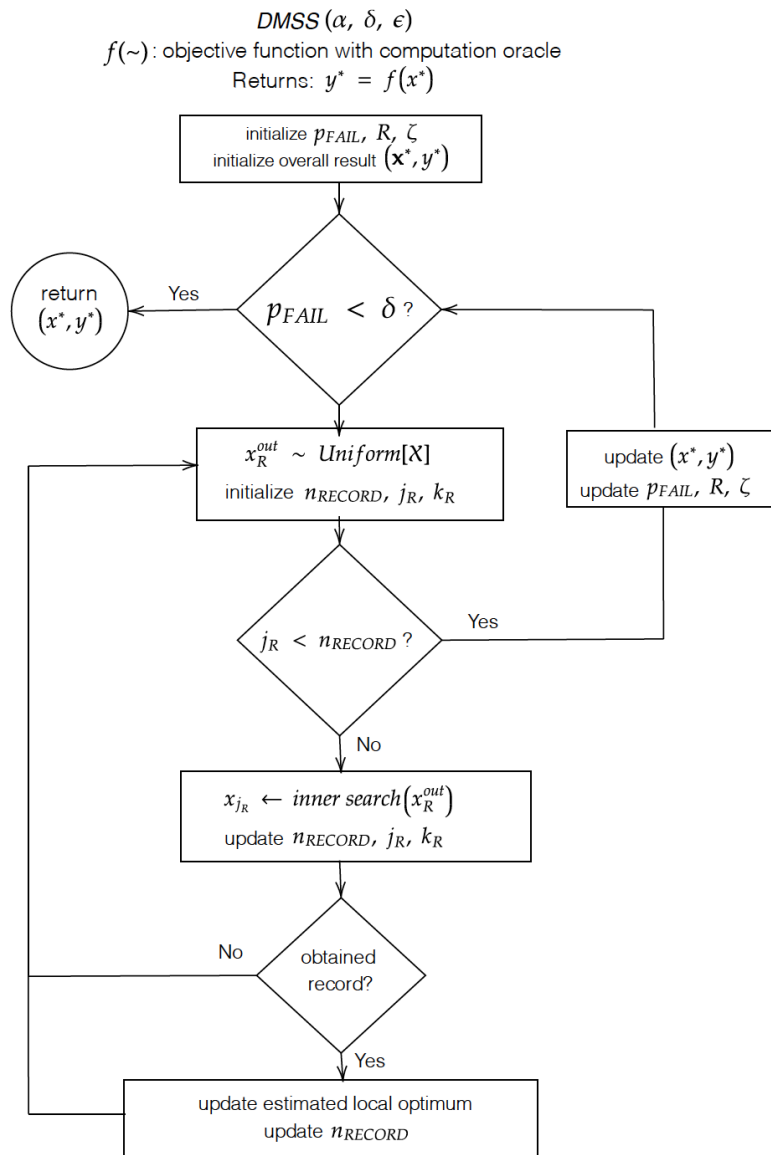 DMSS (α, δ, ϵ)
f(~): objective function with computation oracle
Returns: y* = f(x*)
initialize p_FAIL, R, ζ
initialize overall result (𝐱*, y*)
p_FAIL < δ ?
Yes
return
(x*, y*)
x_R^out ~ Uniform[X]
initialize n_RECORD, j_R, k_R
update (x*, y*)
update p_FAIL, R, ζ
j_R < n_RECORD ?
Yes
No
x_{j_R} ← inner search(x_R^out)
update n_RECORD, j_R, k_R
obtained
record?
No
Yes
update estimated local optimum
update n_RECORD